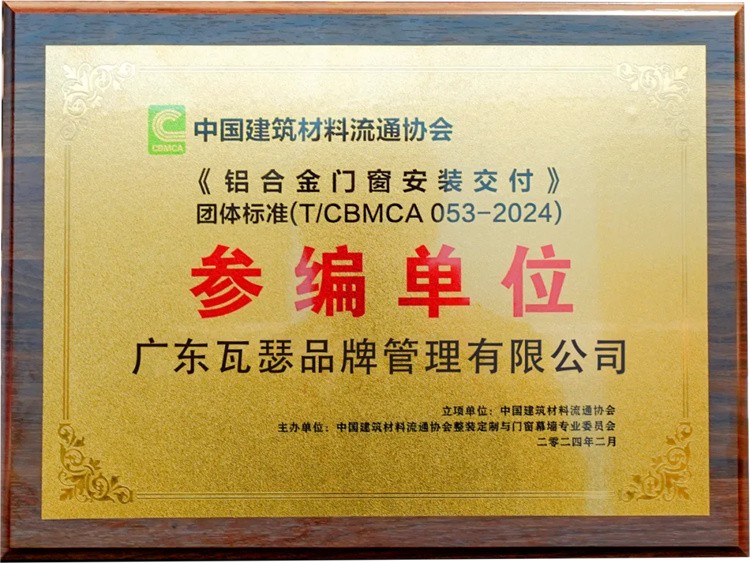 中国建筑材料流通协会
CBMCA
《铝合金门窗安装交付》
团体标准(T/CBMCA 053-2024)
参编单位
广东瓦瑟品牌管理有限公司
立项单位：中国建筑材料流通协会
主办单位：中国建筑材料流通协会整装定制与门窗幕墙专业委员会
二零二四年二月